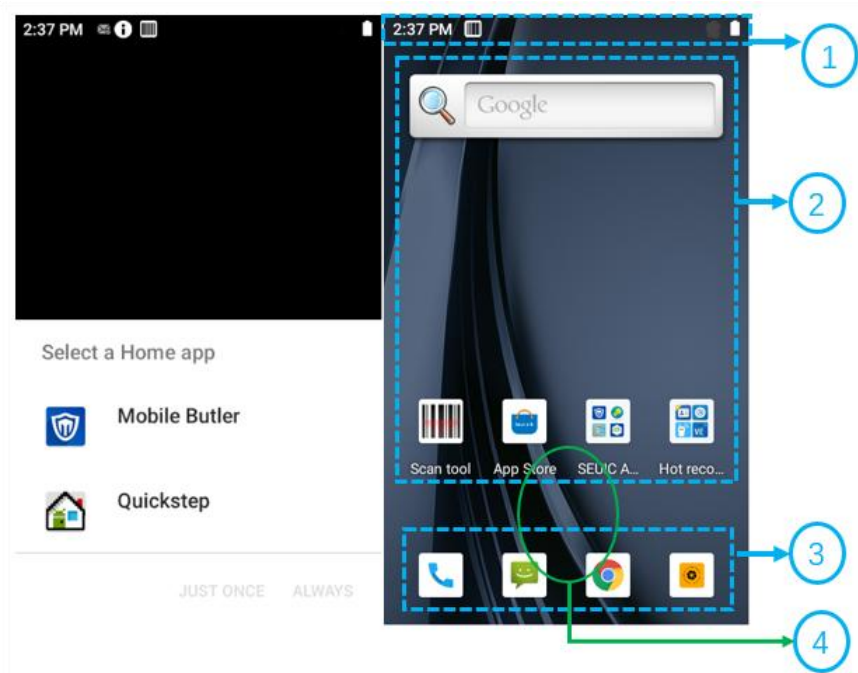 2:37 PM
Select a Home app
Mobile Butler
Quickstep
JUST ONCE ALWAYS
2:37 PM
Google
Scan tool App Store SEUIC A... Hot reco...
1
2
3
4